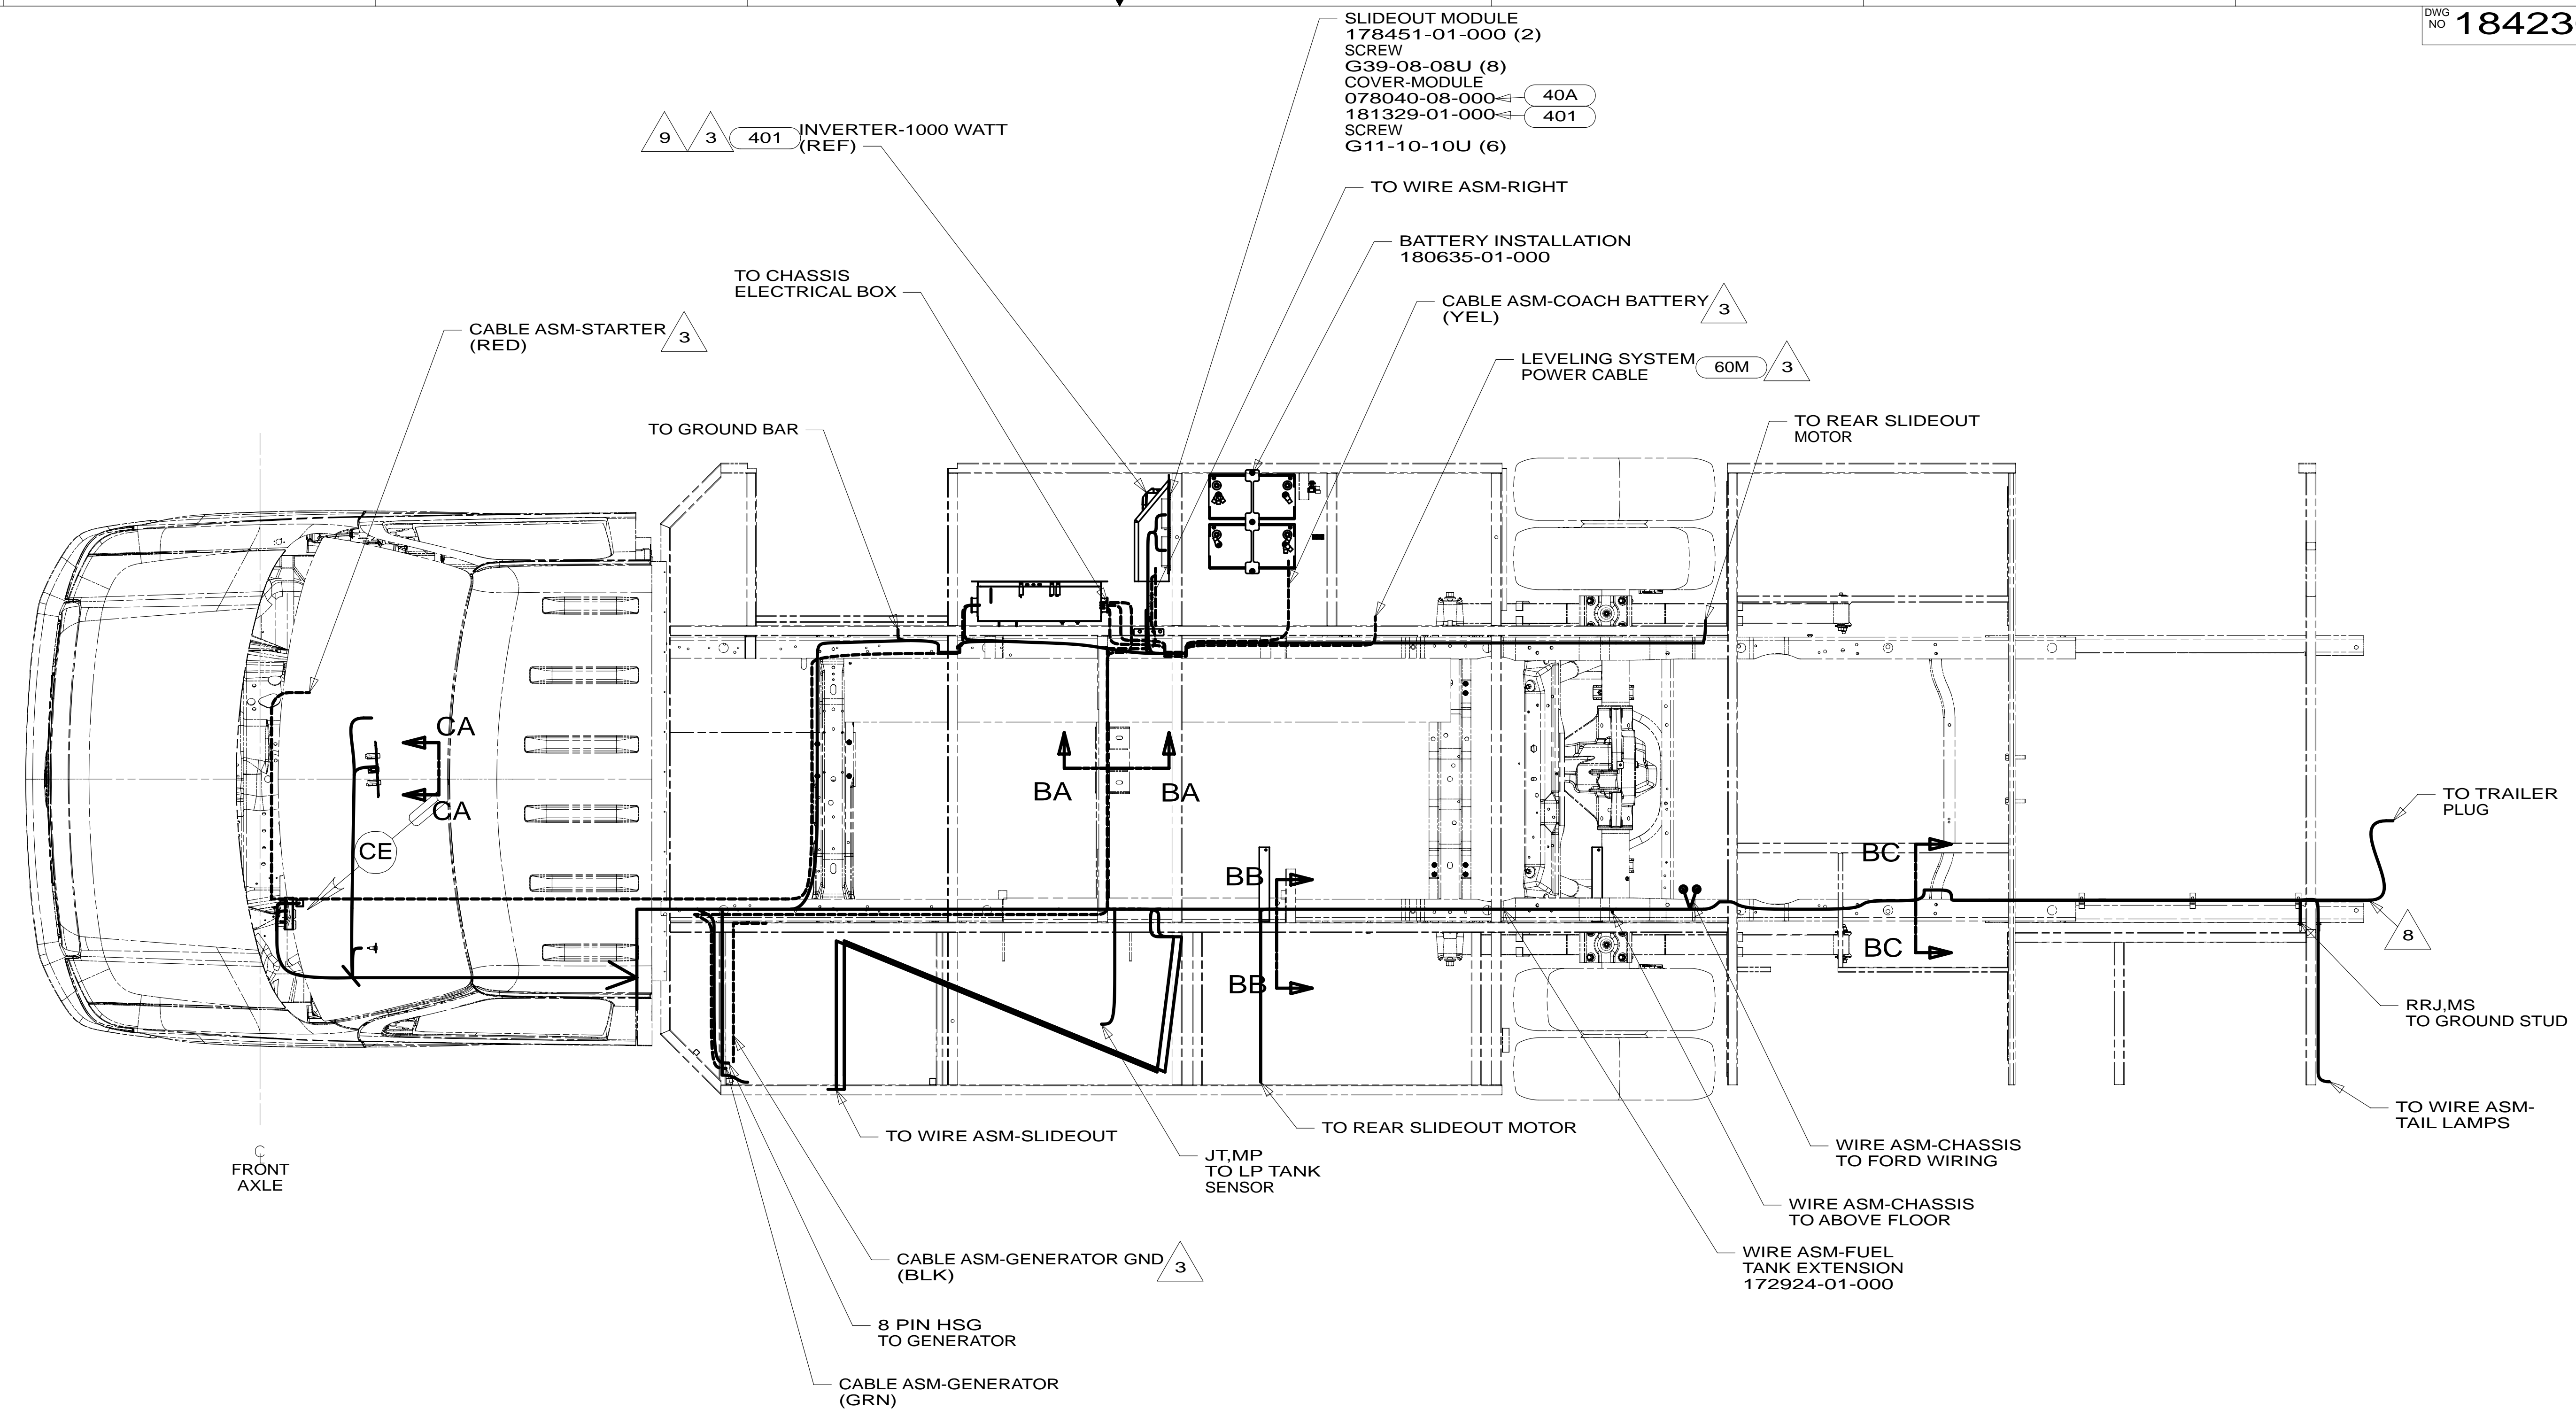 DWG
NO 18423
SLIDEOUT MODULE
178451-01-000 (2)
SCREW
G39-08-08U (8)
COVER-MODULE
078040-08-000 40A
181329-01-000 401
SCREW
G11-10-10U (6)
9 3 401 INVERTER-1000 WATT
(REF)
TO WIRE ASM-RIGHT
BATTERY INSTALLATION
180635-01-000
TO CHASSIS
ELECTRICAL BOX
CABLE ASM-COACH BATTERY 3
(YEL)
CABLE ASM-STARTER 3
(RED)
LEVELING SYSTEM 60M 3
POWER CABLE
TO GROUND BAR
TO REAR SLIDEOUT
MOTOR
CA
CA
CE
BA BA
BB
BB
BC
BC
TO TRAILER
PLUG
8
RRJ,MS
TO GROUND STUD
TO WIRE ASM-
TAIL LAMPS
TO WIRE ASM-SLIDEOUT
TO REAR SLIDEOUT MOTOR
JT,MP
TO LP TANK
SENSOR
WIRE ASM-CHASSIS
TO FORD WIRING
CL
FRONT
AXLE
WIRE ASM-CHASSIS
TO ABOVE FLOOR
WIRE ASM-FUEL
TANK EXTENSION
172924-01-000
CABLE ASM-GENERATOR GND 3
(BLK)
8 PIN HSG
TO GENERATOR
CABLE ASM-GENERATOR
(GRN)